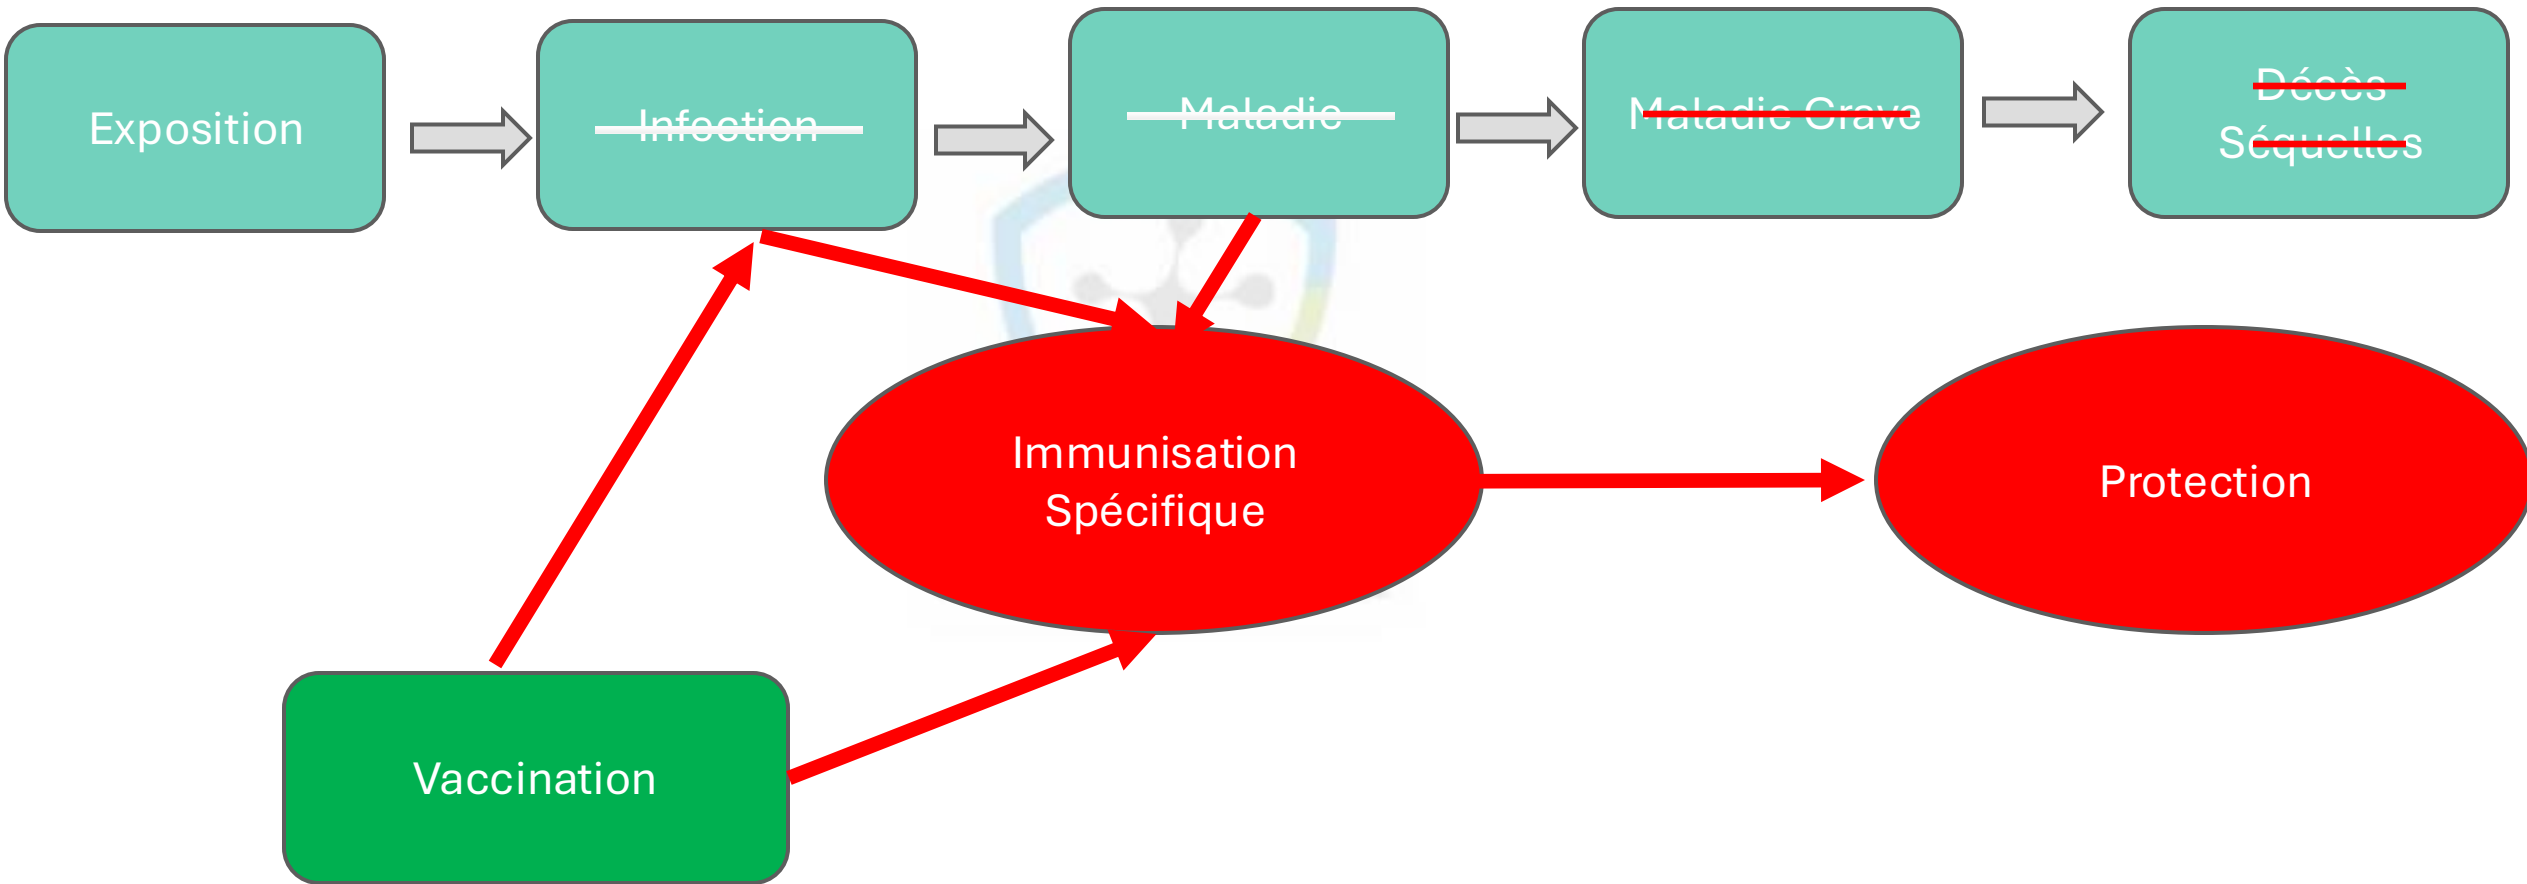 Exposition
Infection
Maladie
Maladie Grave
Décès
Séquelles
Immunisation
Spécifique
Protection
Vaccination